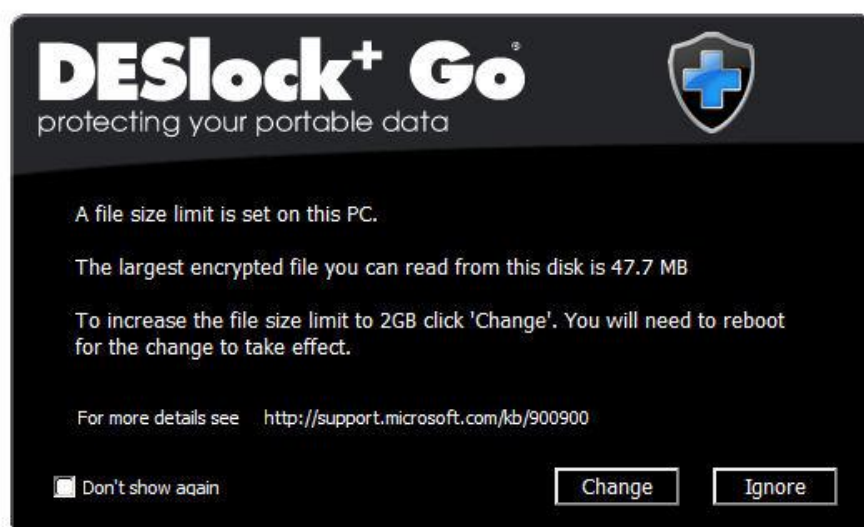 DESlock+ Go®
protecting your portable data
A file size limit is set on this PC.
The largest encrypted file you can read from this disk is 47.7 MB
To increase the file size limit to 2GB click 'Change'. You will need to reboot
for the change to take effect.
For more details see http://support.microsoft.com/kb/900900
Don't show again
Change
Ignore